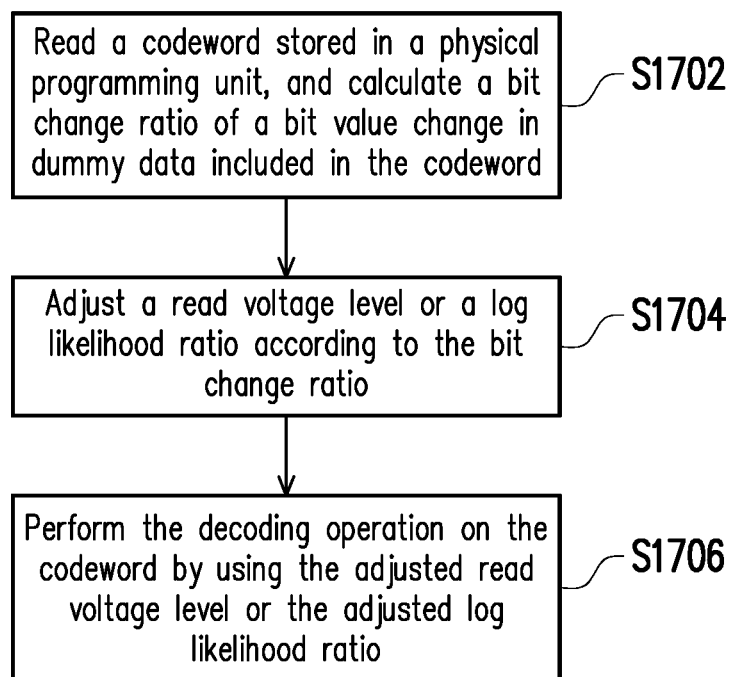 Read a codeword stored in a physical
programming unit, and calculate a bit
change ratio of a bit value change in
dummy data included in the codeword
S1702
Adjust a read voltage level or a log
likelihood ratio according to the bit
change ratio
S1704
Perform the decoding operation on the
codeword by using the adjusted read
voltage level or the adjusted log
likelihood ratio
S1706